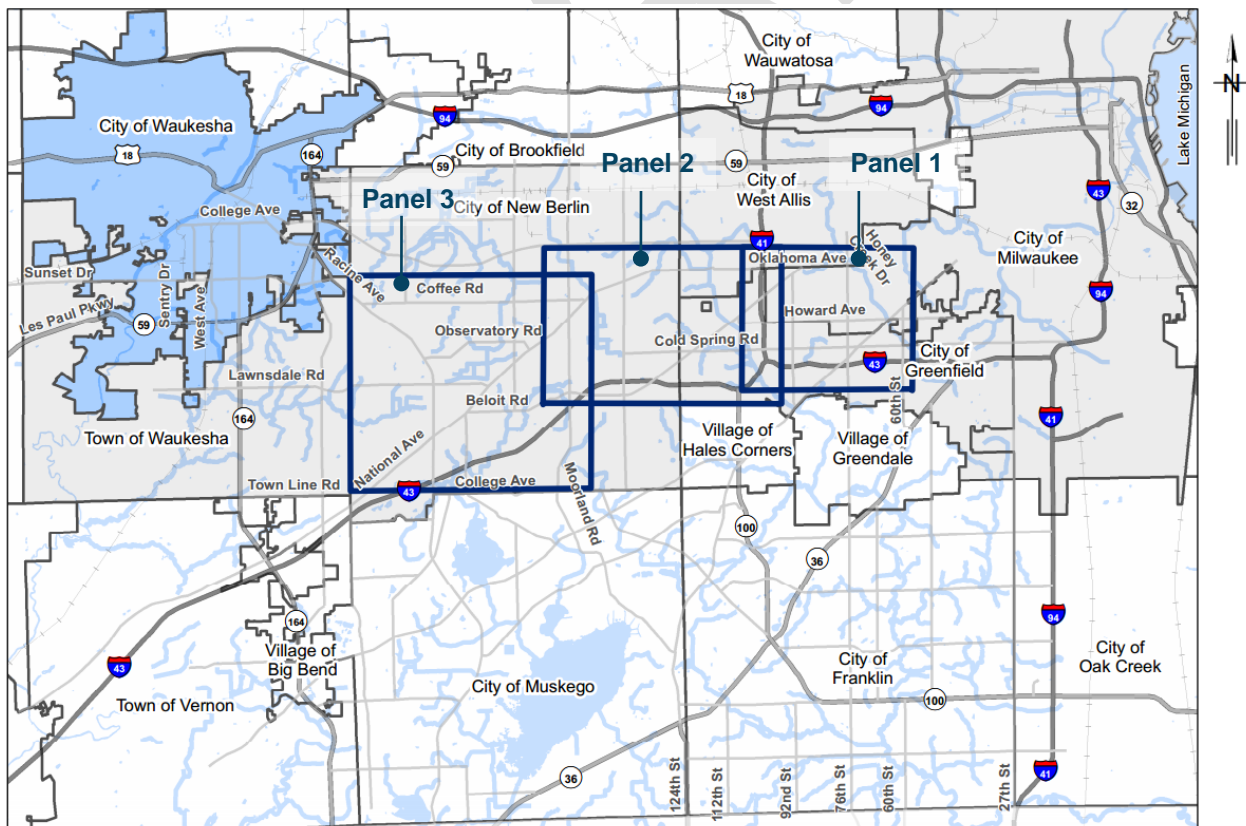 City of
Wauwatosa
18
94
94
City of Waukesha
18
164
City of Brookfield
59
59
Panel 2
Panel 1
Panel 3
City of
West Allis
City of New Berlin
Lake Michigan
N
43
32
College Ave
41
City of
Milwaukee
Honey
Creek Dr
Racine Ave
Oklahoma Ave
Sunset Dr
Sentry Dr
West Ave
Les Paul Pkwy
59
Coffee Rd
94
Howard Ave
Observatory Rd
Cold Spring Rd
43
City of
Greenfield
Lawnsdale Rd
60th St
Beloit Rd
164
41
Town of Waukesha
National Ave
Village of
Hales Corners
Village of
Greendale
Town Line Rd
43
College Ave
Moorland Rd
100
36
94
164
Village of
Big Bend
43
Town of Vernon
City of Muskego
City of
Franklin
City of
Oak Creek
100
36
41
124th St
112th St
92nd St
76th St
60th St
27th St